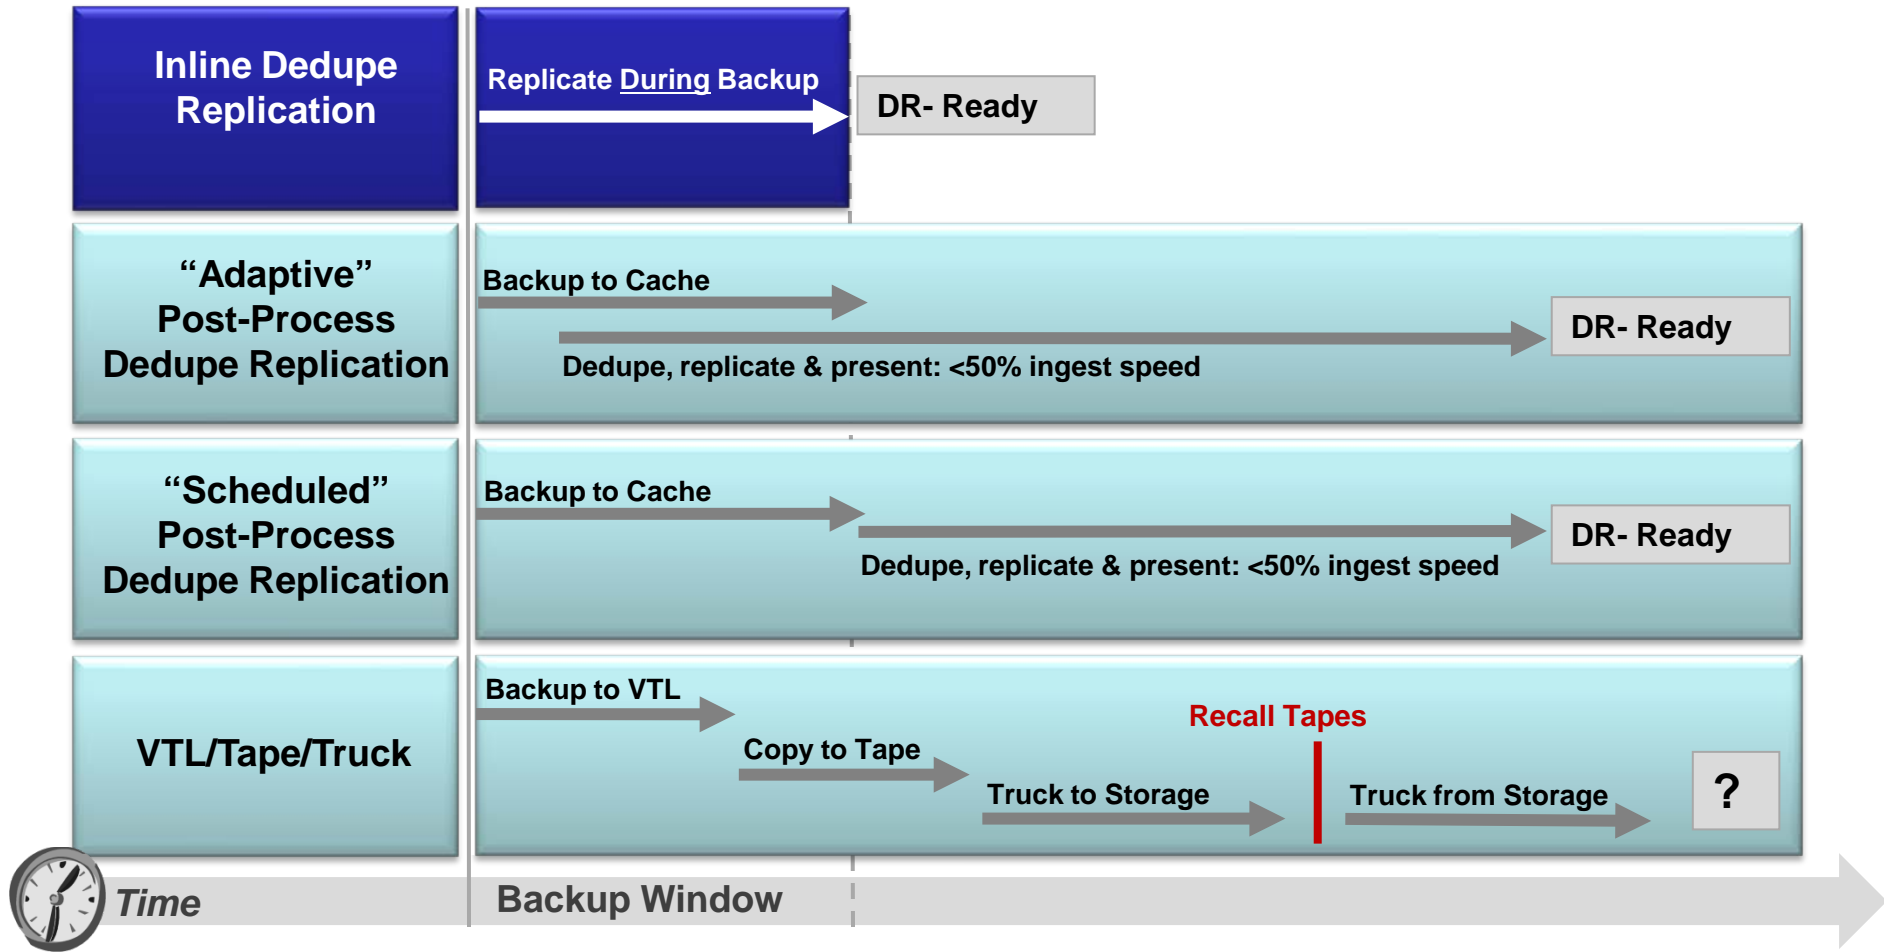 Inline Dedupe
Replication
Replicate During Backup
DR- Ready
“Adaptive”
Post-Process
Dedupe Replication
Backup to Cache
Dedupe, replicate & present: <50% ingest speed
DR- Ready
“Scheduled”
Post-Process
Dedupe Replication
Backup to Cache
Dedupe, replicate & present: <50% ingest speed
DR- Ready
VTL/Tape/Truck
Backup to VTL
Copy to Tape
Truck to Storage
Recall Tapes
Truck from Storage
?
Time
Backup Window